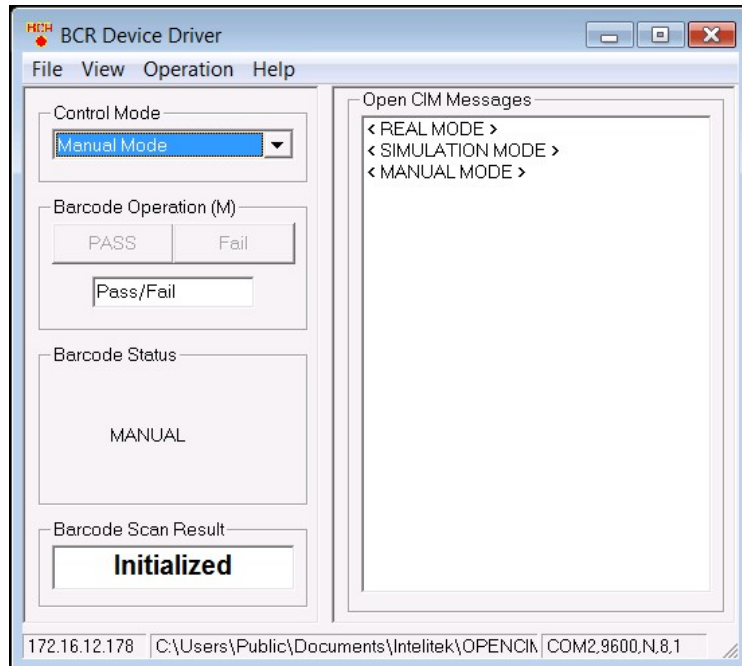 BCR Device Driver
File View Operation Help
Control Mode
Manual Mode
Barcode Operation (M)
PASS Fail
Pass/Fail
Barcode Status
MANUAL
Barcode Scan Result
Initialized
Open CIM Messages
< REAL MODE >
< SIMULATION MODE >
< MANUAL MODE >
172.16.12.178 C:\Users\Public\Documents\Intelitek\OPENCIM COM2,9600,N,8,1